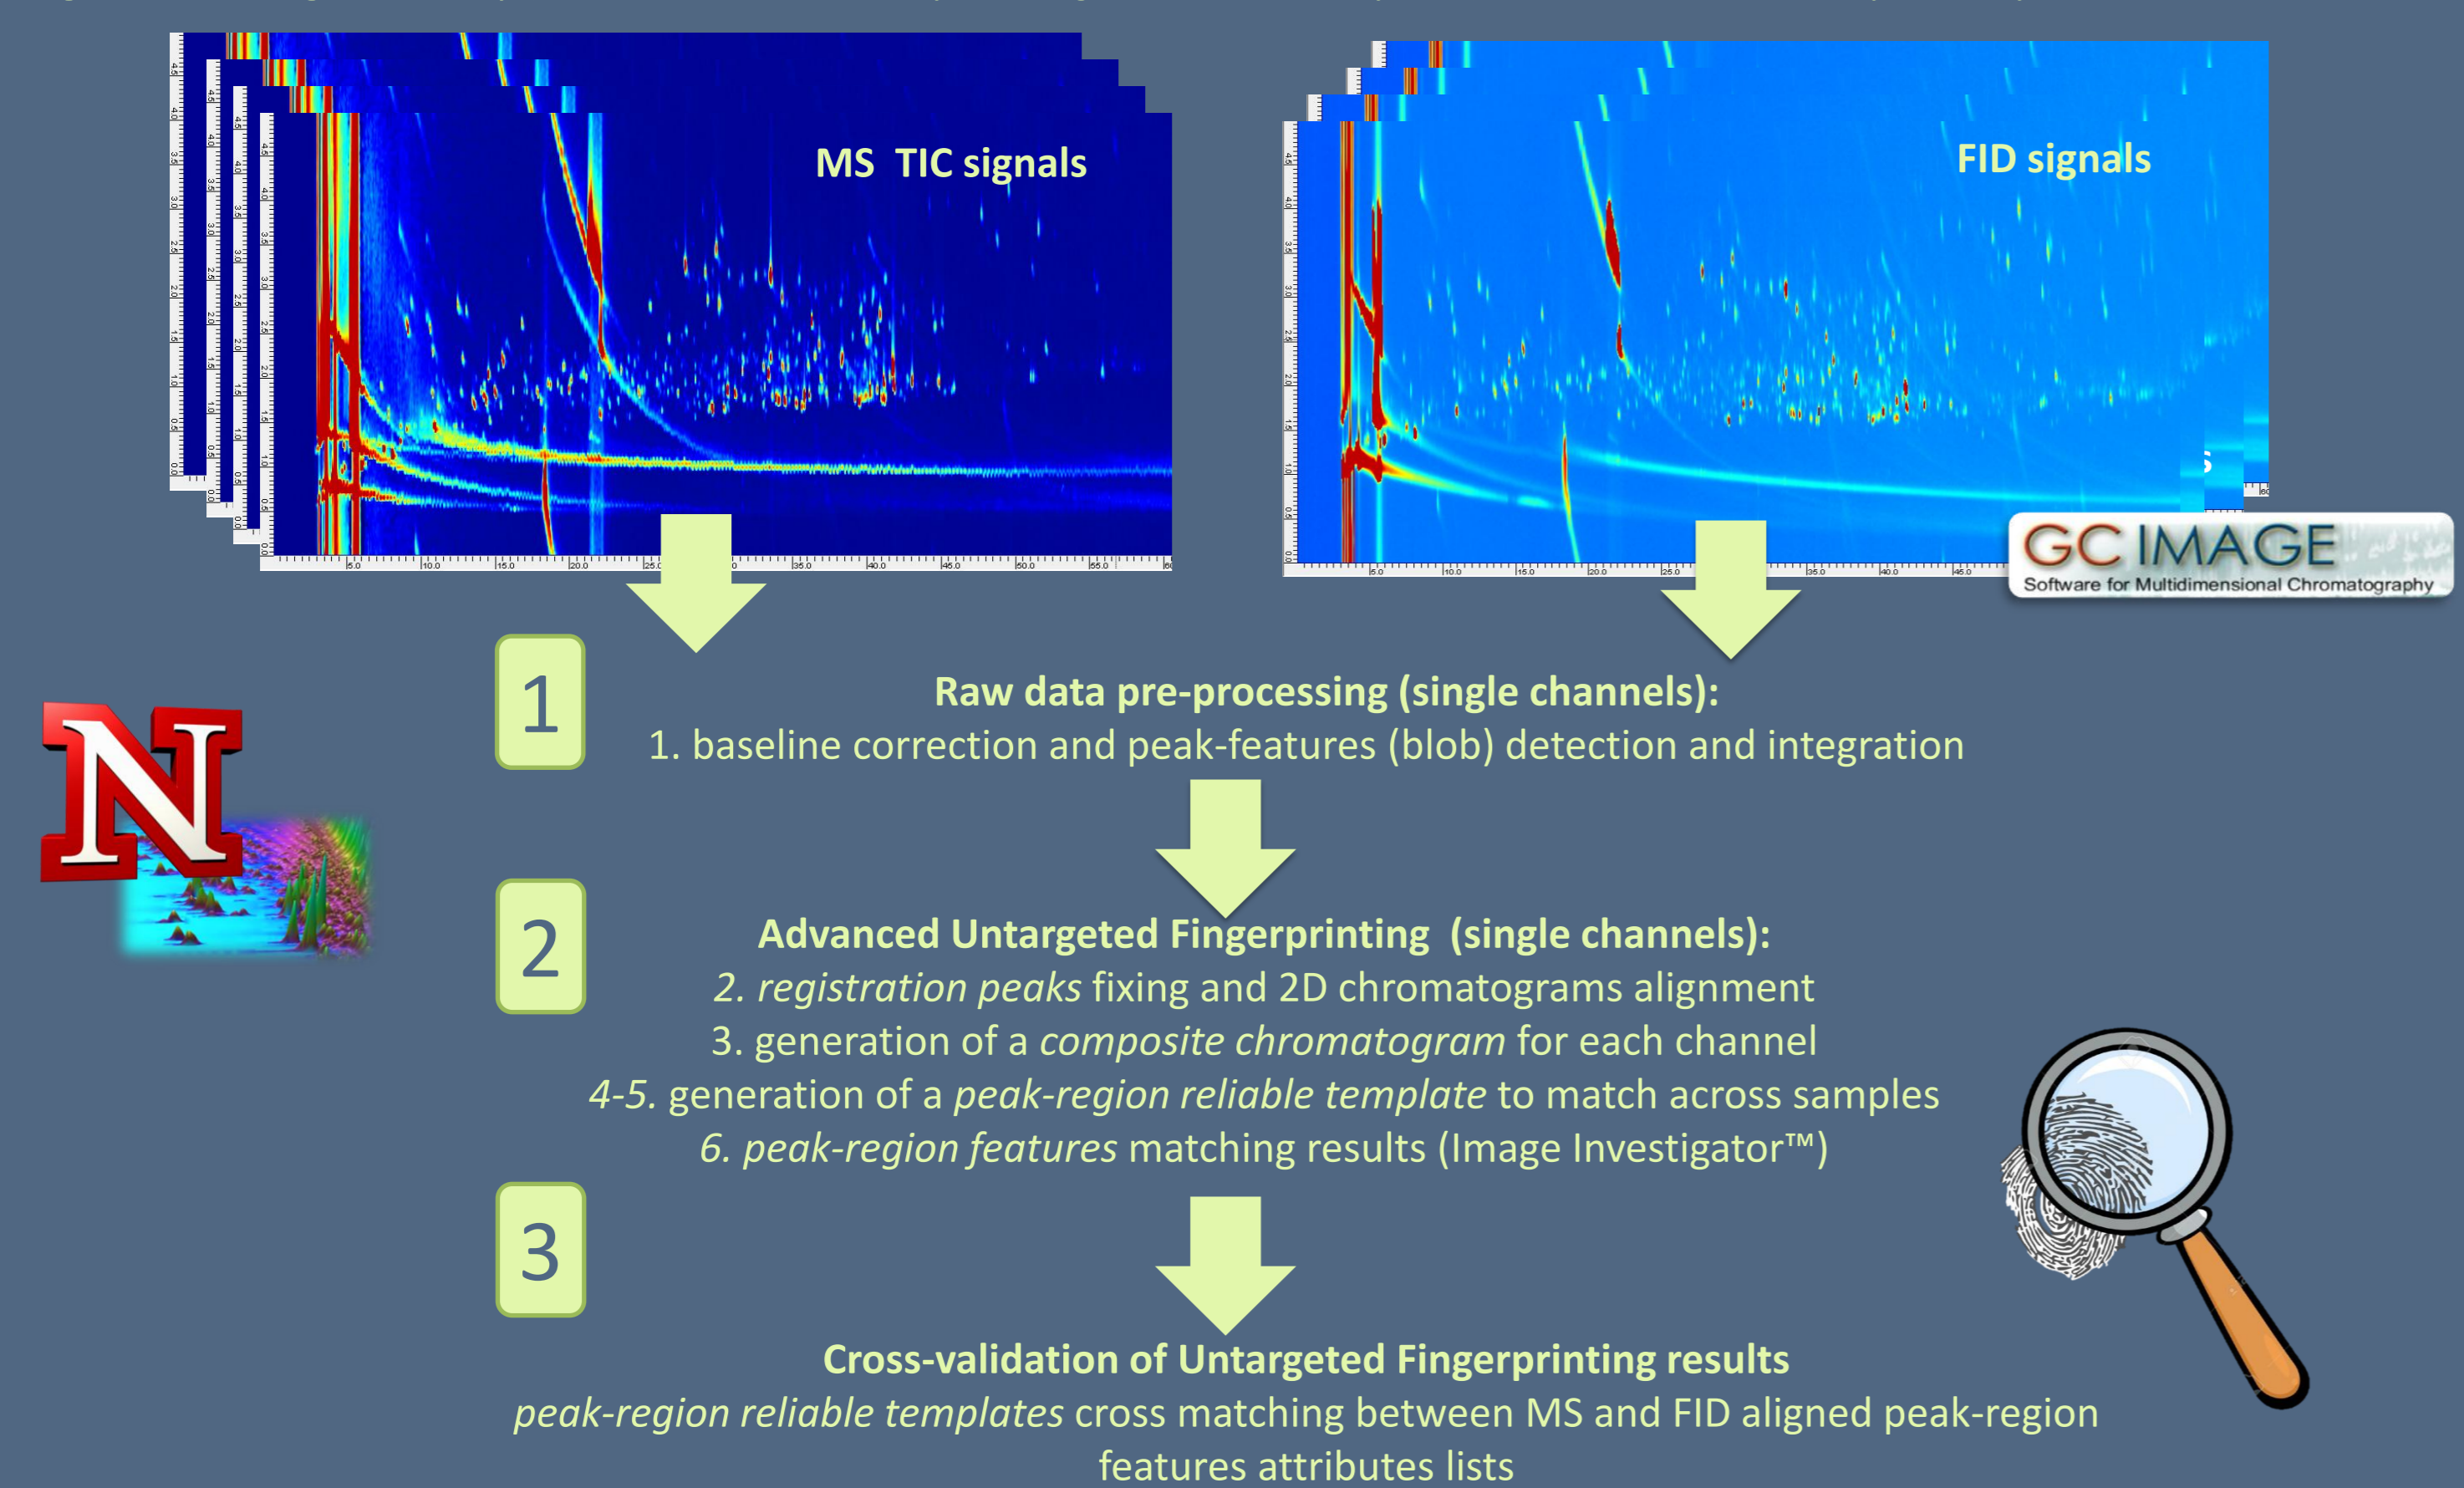 MS  TIC signals
FID signals
GC IMAGE
Software for Multidimensional Chromatography
1
Raw data pre-processing (single channels):
1. baseline correction and peak-features (blob) detection and integration
N
2
Advanced Untargeted Fingerprinting  (single channels):
2. registration peaks fixing and 2D chromatograms alignment
3. generation of a composite chromatogram for each channel
4-5. generation of a peak-region reliable template to match across samples
6. peak-region features matching results (Image Investigator™)
3
Cross-validation of Untargeted Fingerprinting results
peak-region reliable templates cross matching between MS and FID aligned peak-region
features attributes lists